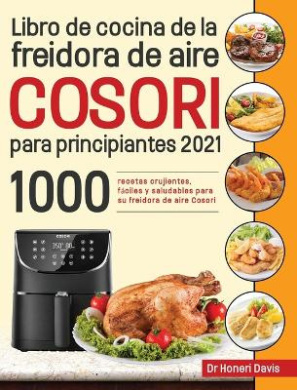 Libro de cocina de la
freidora de aire
COSORI
para principiantes 2021
1000
recetas crujientes,
fáciles y saludables para
su freidora de aire Cosori
Dr Honeri Davis